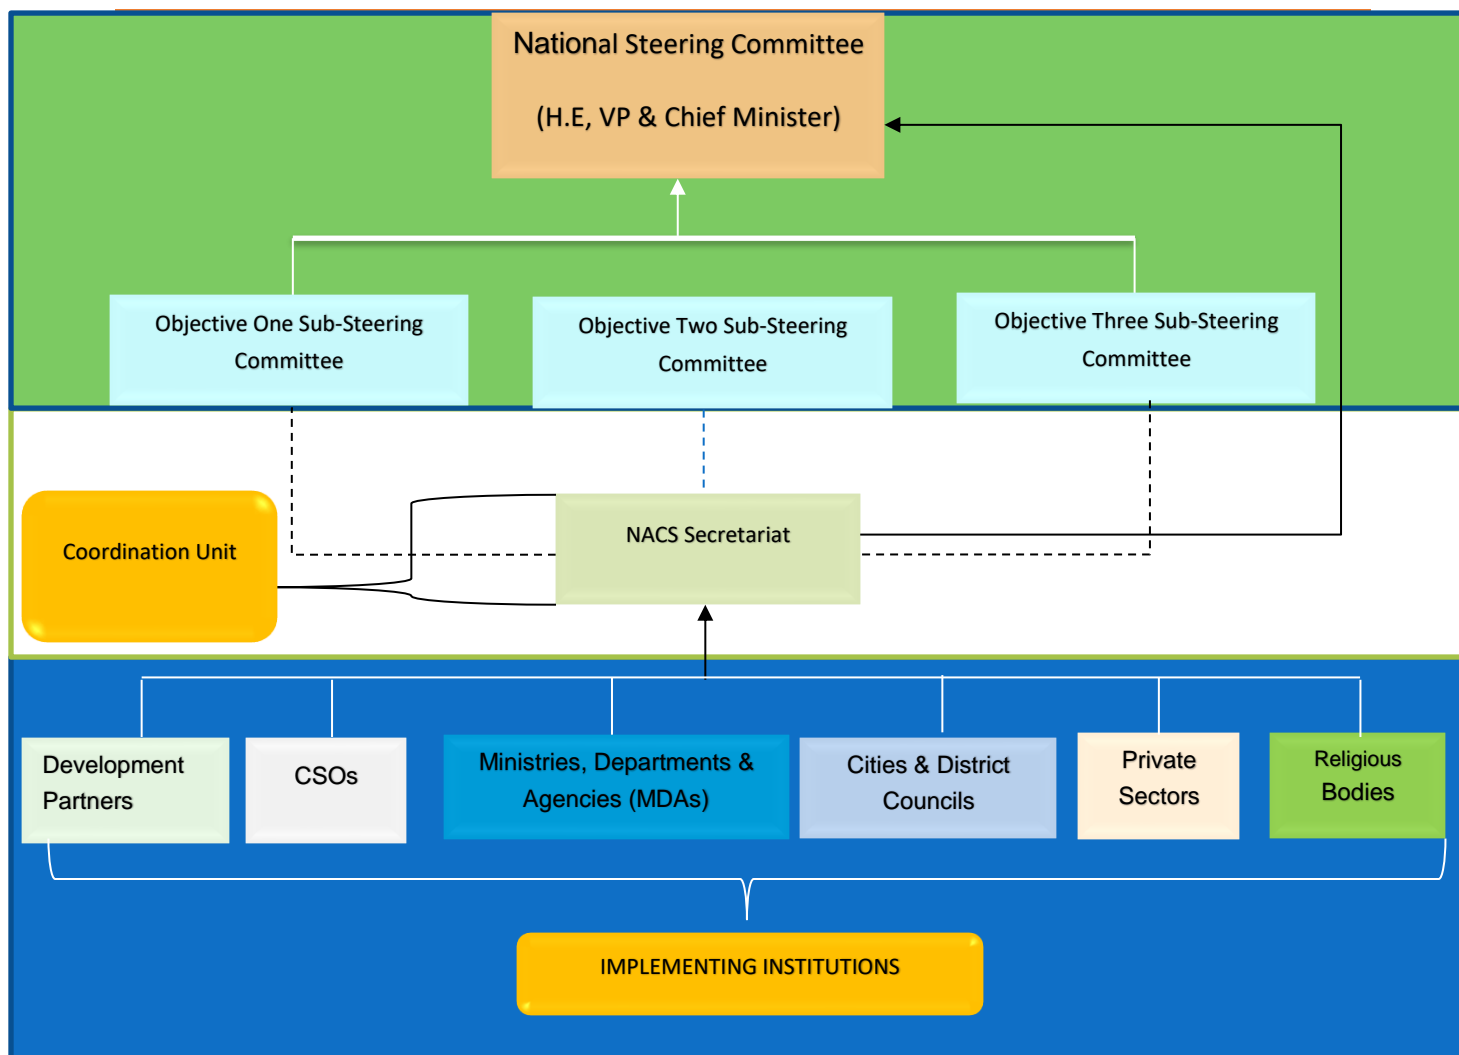 National Steering Committee
(H.E, VP & Chief Minister)
Objective One Sub-Steering
Committee
Objective Two Sub-Steering
Committee
Objective Three Sub-Steering
Committee
Coordination Unit
NACS Secretariat
Development
Partners
CSOs
Ministries, Departments &
Agencies (MDAs)
Cities & District
Councils
Private
Sectors
Religious
Bodies
IMPLEMENTING INSTITUTIONS